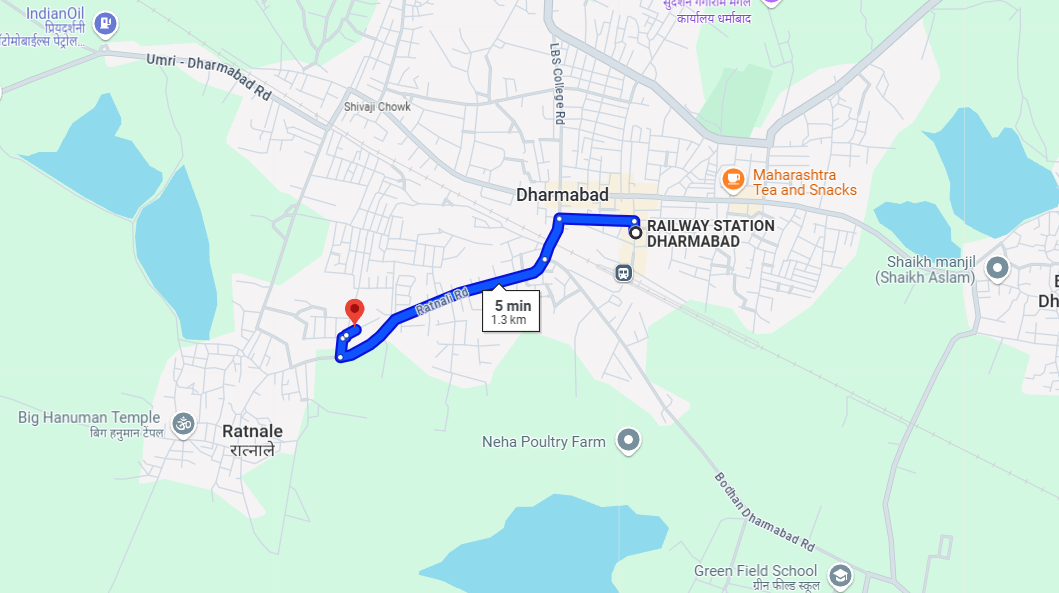 IndianOil
प्रियदर्शनी
टोमोबाईल्स पेट्रोल...
सुदर्शन गंगाराम मंगल
कार्यालय धर्माबाद
Umri - Dharmabad Rd
LBS College Rd
Shivaji Chowk
Maharashtra
Tea and Snacks
Dharmabad
RAILWAY STATION
DHARMABAD
Shaikh manjil
(Shaikh Aslam)
Dh
Ratnali Rd
5 min
1.3 km
Big Hanuman Temple
बिग हनुमान टेंपल
Ratnale
रात्नाले
Neha Poultry Farm
Bodhan Dharmabad Rd
Green Field School
ग्रीन फील्ड स्कूल